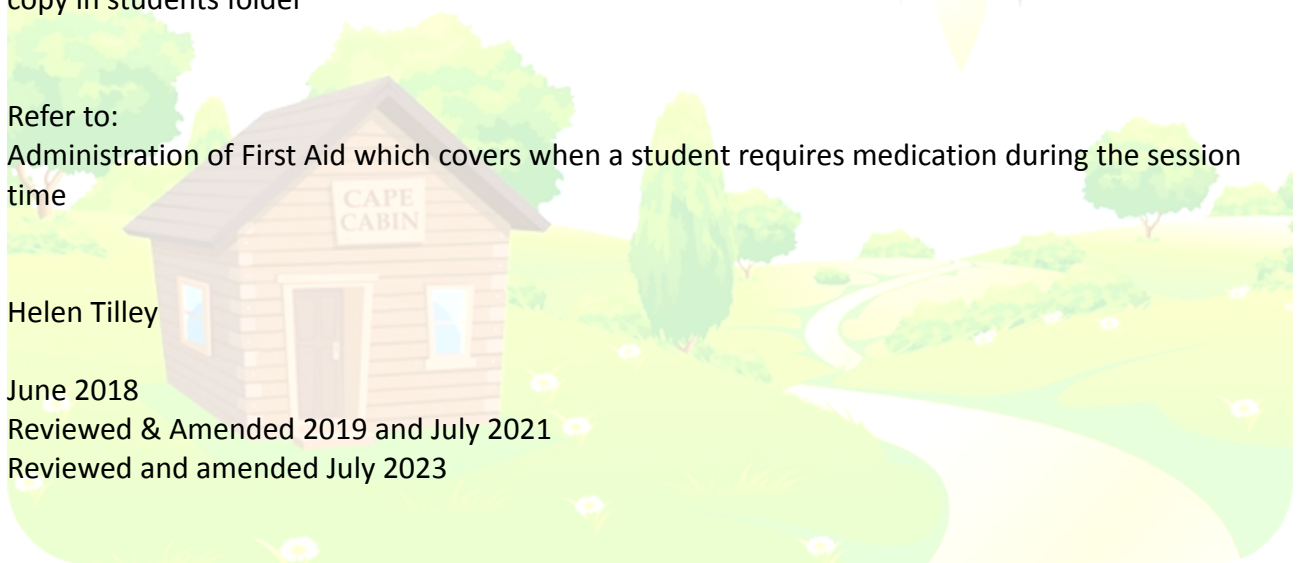 copy in students folder
Refer to:
Administration of First Aid which covers when a student requires medication during the session
time
CAPE
CABIN
Helen Tilley
June 2018
Reviewed & Amended 2019 and July 2021
Reviewed and amended July 2023